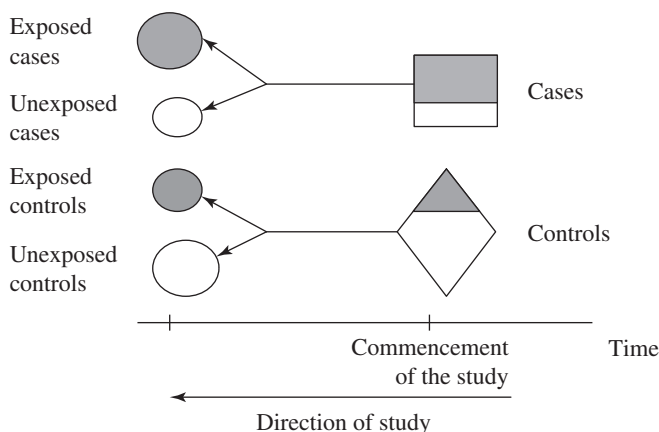 Exposed
cases
Unexposed
cases
Cases
Exposed
controls
Unexposed
controls
Controls
Commencement
of the study
Time
Direction of study